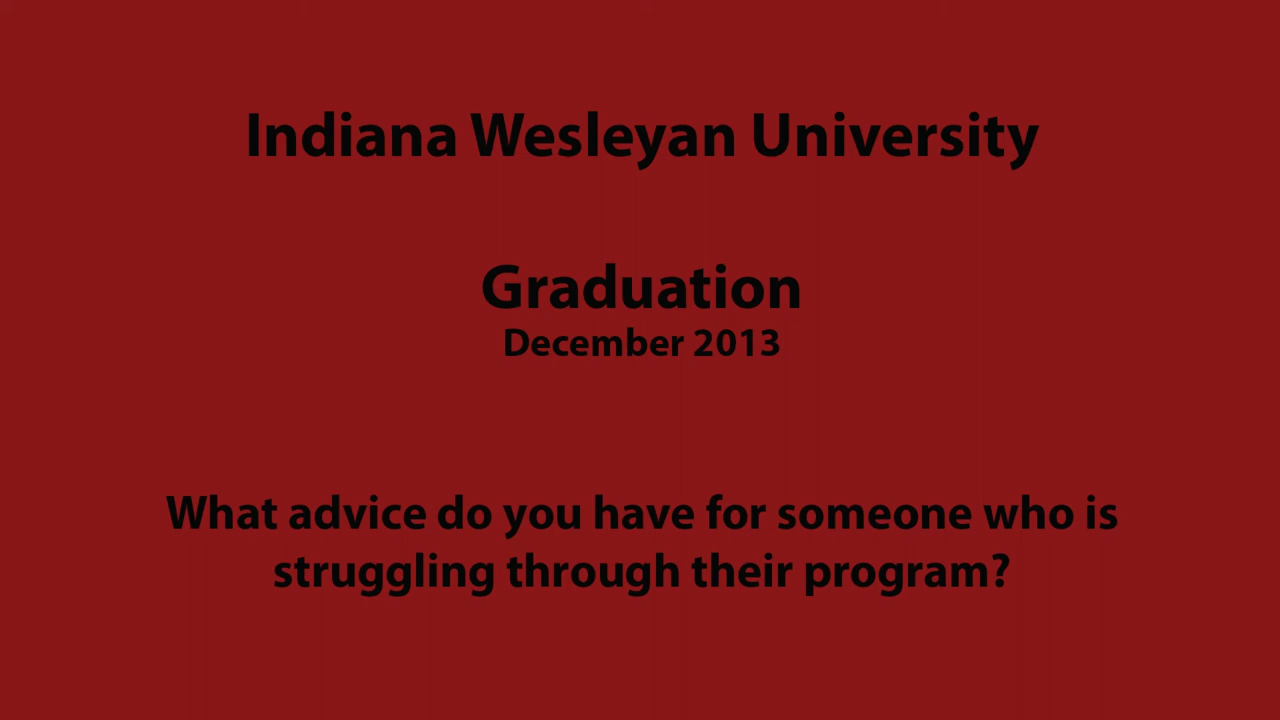 Indiana Wesleyan University
Graduation
December 2013
What advice do you have for someone who is
struggling through their program?